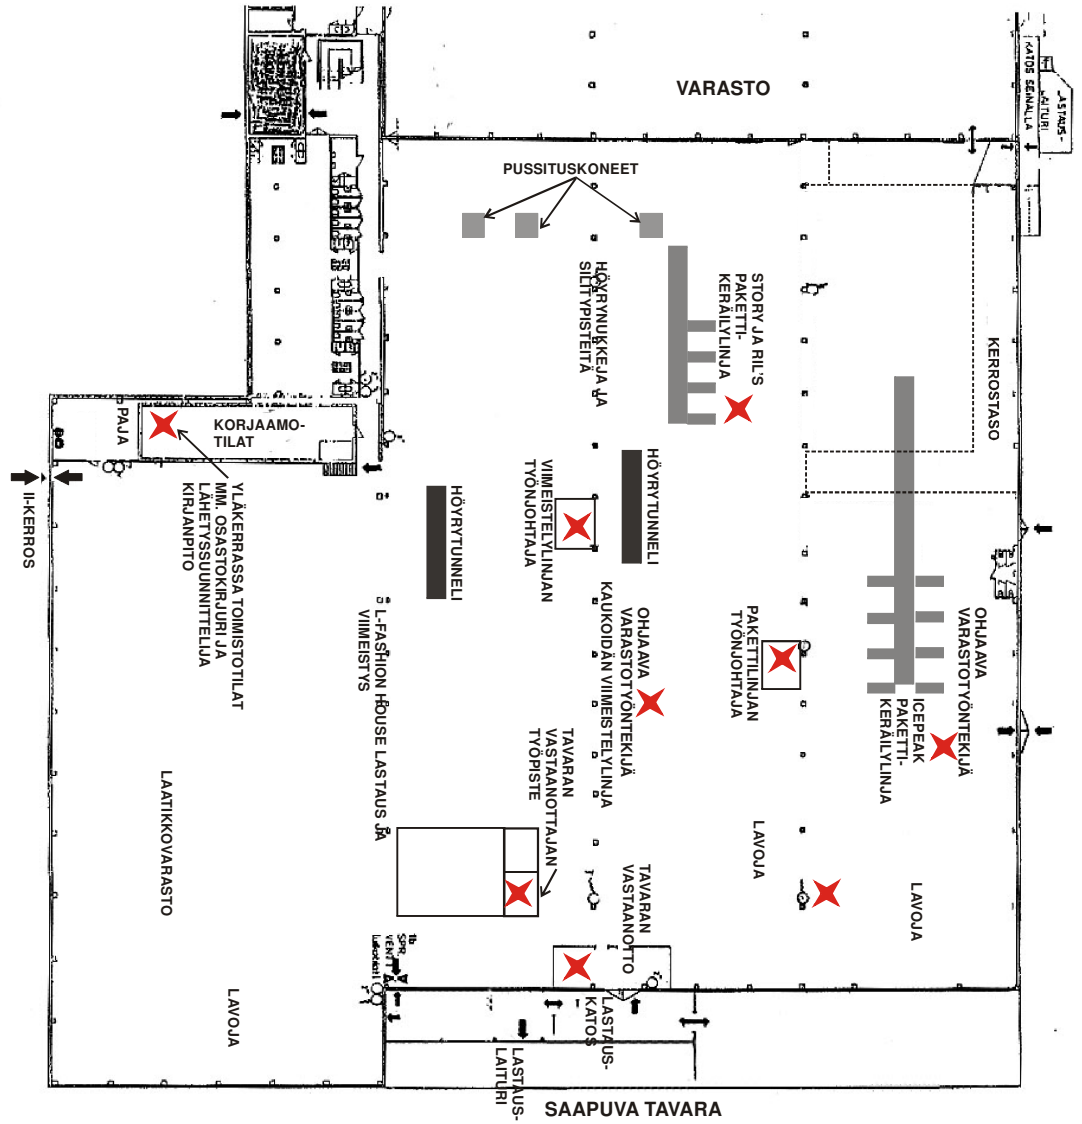 VARASTO
KATOS SEINALLA
LASTAUS-
LAITURI
PUSSITUSKONEET
HÖYRYNUKKEJA JA
SILITYPISTEITÄ
STORY JA RIL'S
PAKETTI-
KERÄILYLINJA
KERROSTASO
PAJA
KORJAAMO-
TILAT
II-KERROS
YLÄKERRASSA TOIMISTOTILAT
MM. OSASTOKIRJURI JA
LÄHETYSSUUNNITTELIJA
KIRJANPITO
HÖYRYTUNNELI
VIIMEISTELYLINJAN
TYÖNJOHTAJA
HÖYRYTUNNELI
L-FASHION HOUSE LASTAUS JA
VIIMEISTYS
OHJAAVA
VARASTOTYÖNTEKIJÄ
KAUKOIDÄN VIIMEISTELYLINJA
PAKETTILINJAN
TYÖNJOHTAJA
OHJAAVA
VARASTOTYÖNTEKIJÄ
ICEPEAK
PAKETTI-
KERÄILYLINJA
TAVARAN
VASTAANOTTAJAN
TYÖPISTE
LAATIKKOVARASTO
LAVOJA
LAVOJA
TAVARAN
VASTAANOTTO
LAVOJA
1b
SPR.
LASTAUS-
KATOS
LASTAUS-
LAITURI
SAAPUVA TAVARA